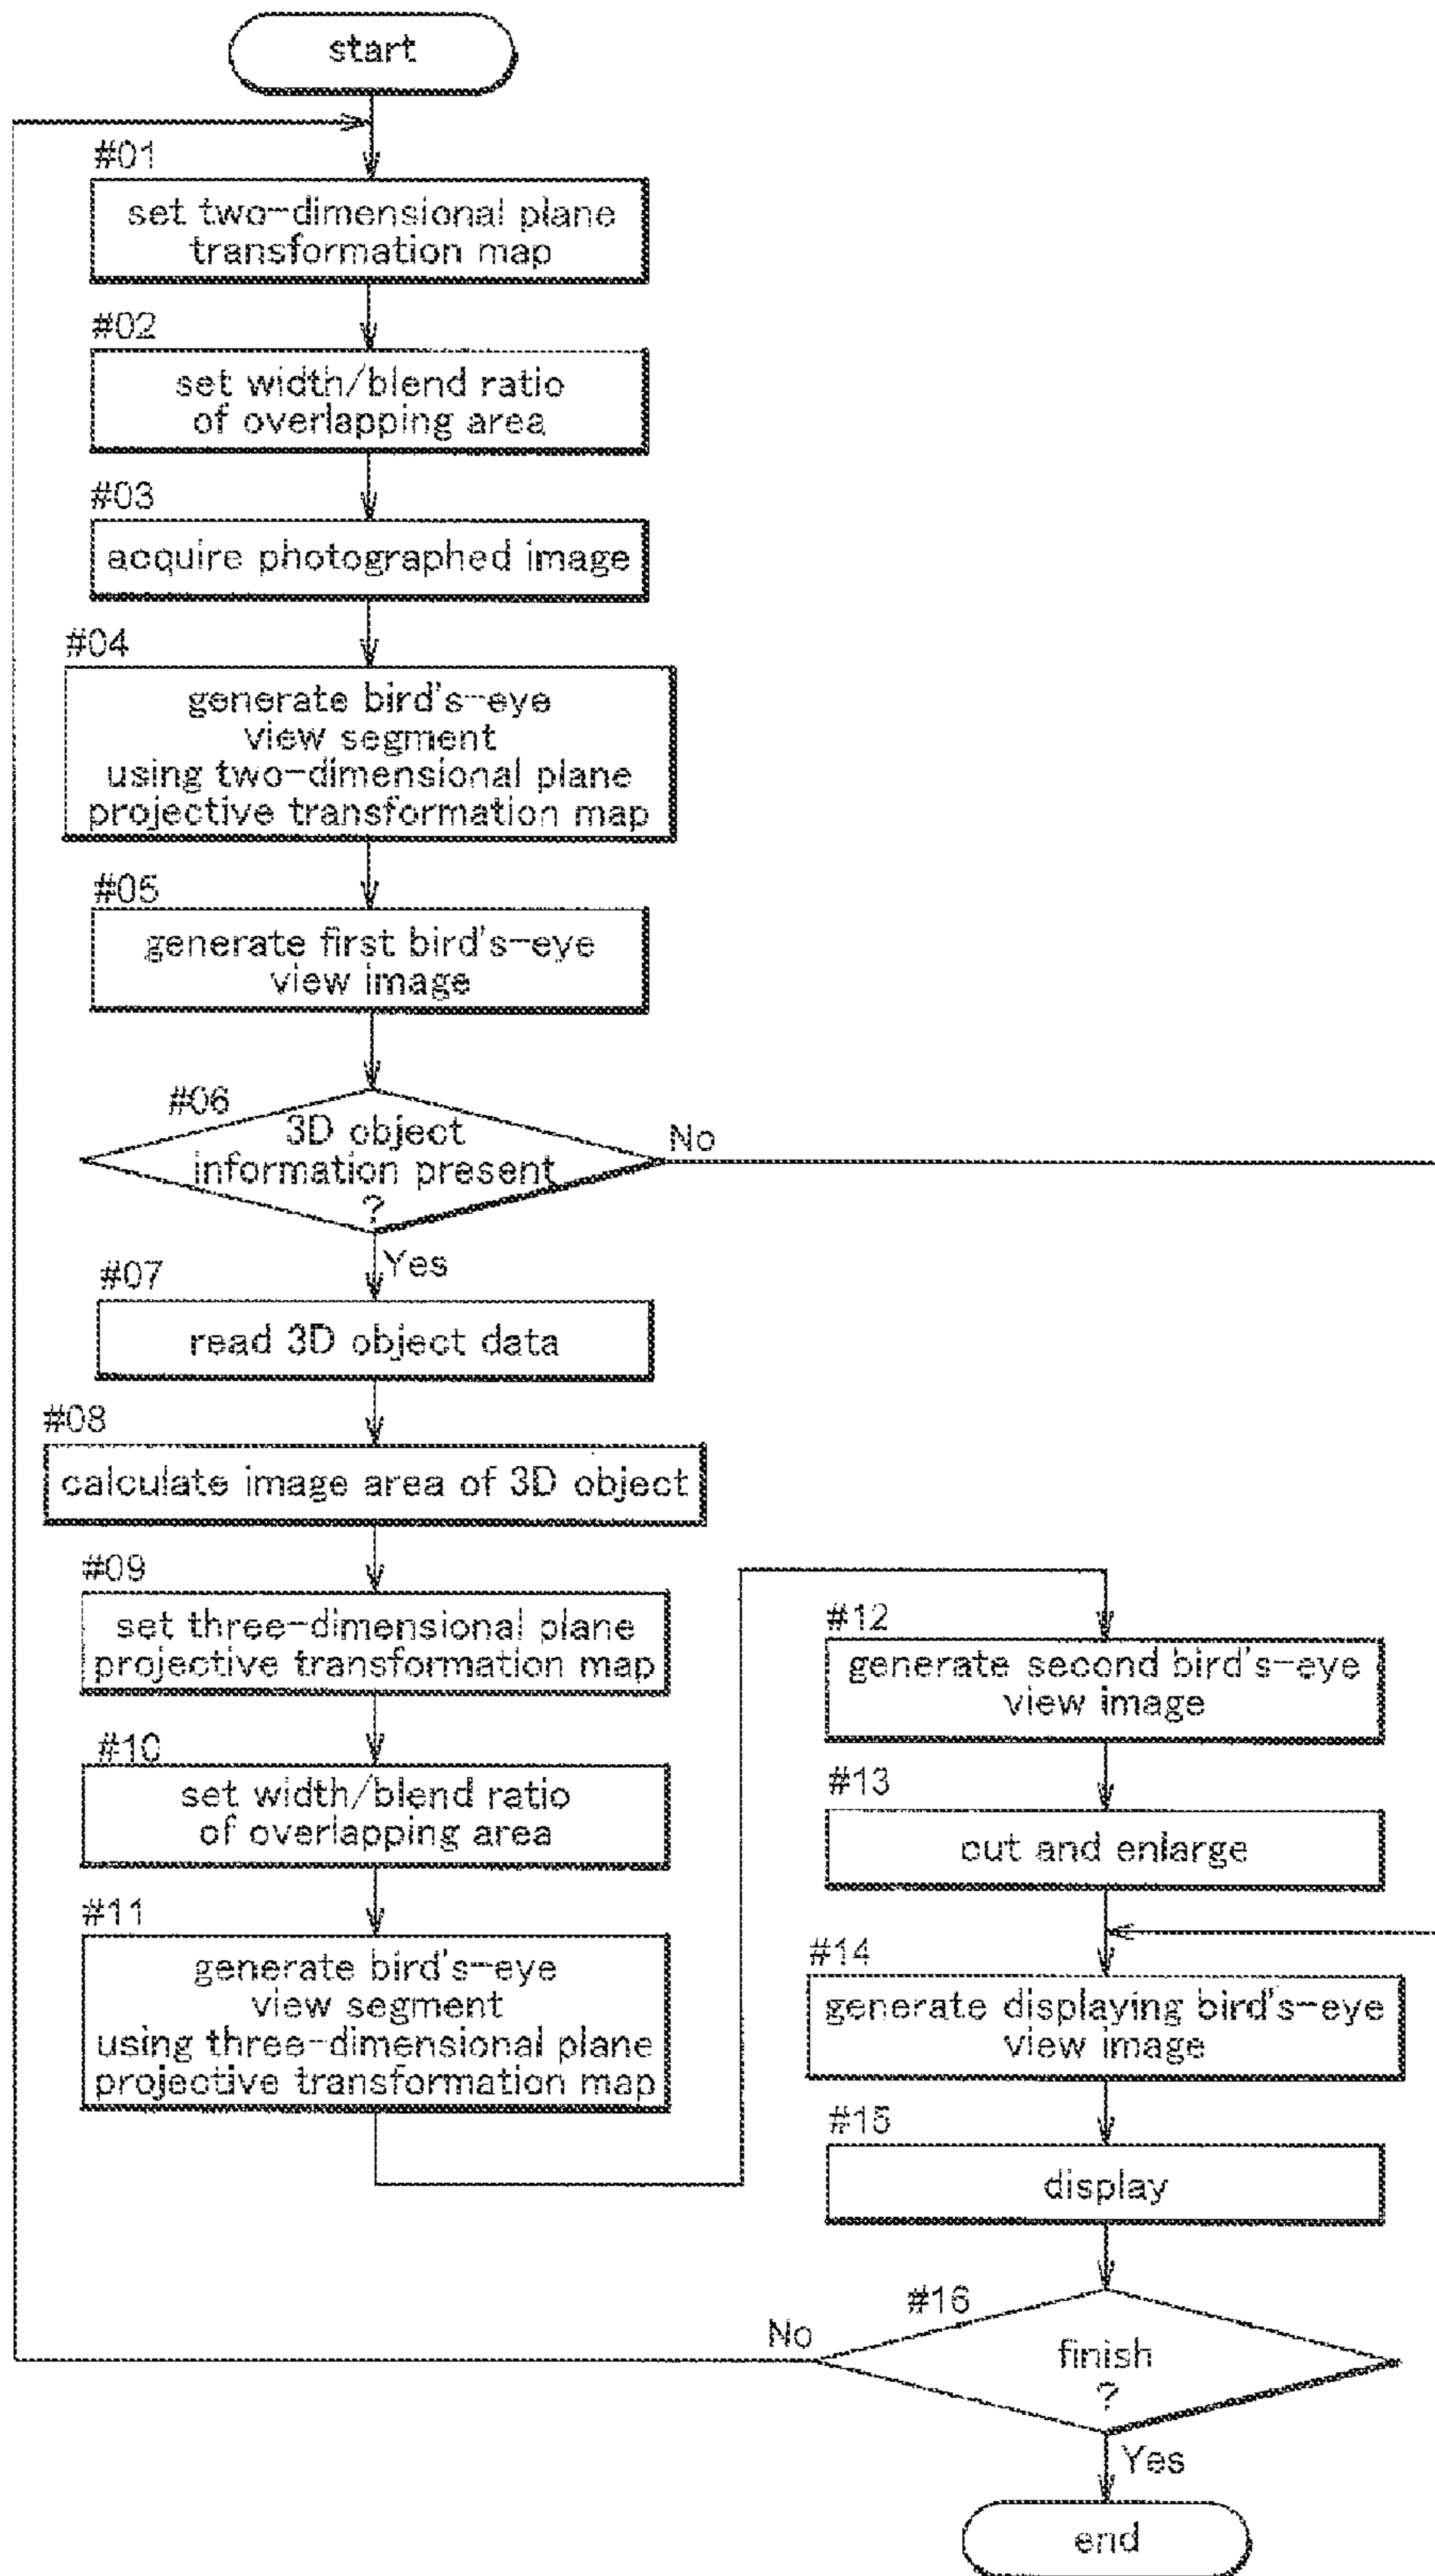 start
#01
set two-dimensional plane
transformation map
#02
set width/blend ratio
of overlapping area
#03
acquire photographed image
#04
generate bird's-eye
view segment
using two-dimensional plane
projective transformation map
#05
generate first bird's-eye
view image
#06
3D object
information present
?
No
Yes
#07
read 3D object data
#08
calculate image area of 3D object
#09
set three-dimensional plane
projective transformation map
#10
set width/blend ratio
of overlapping area
#11
generate bird's-eye
view segment
using three-dimensional plane
projective transformation map
#12
generate second bird's-eye
view image
#13
cut and enlarge
#14
generate displaying bird's-eye
view image
#15
display
#16
finish
?
No
Yes
end